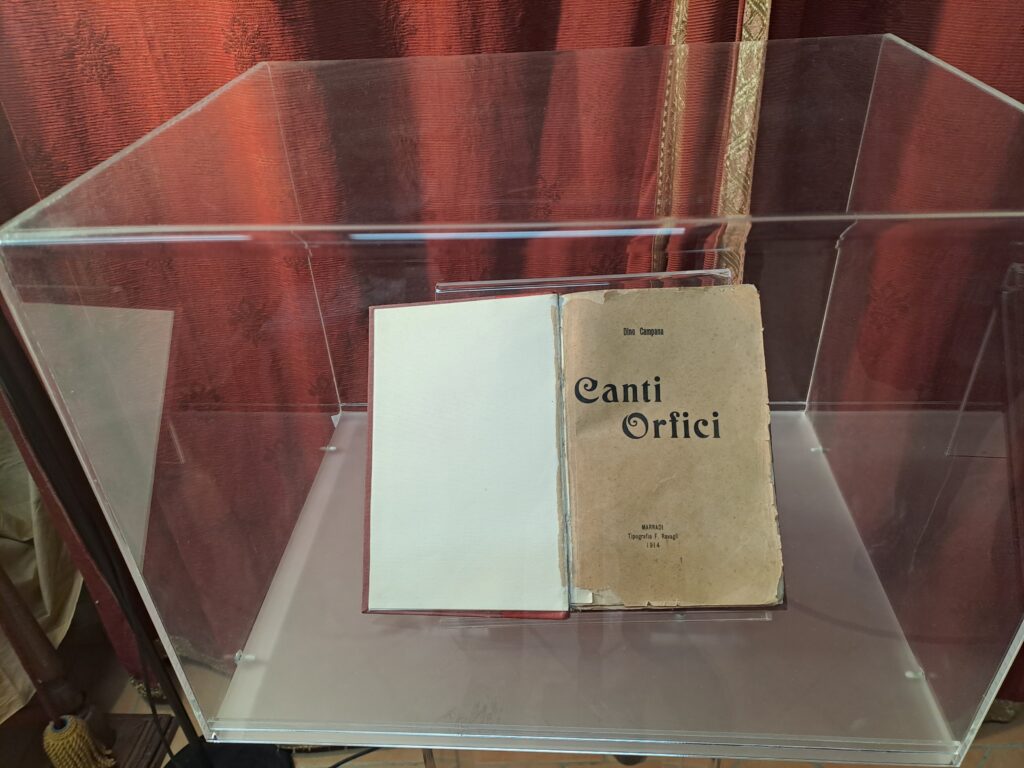 Dino Campana
Canti
Orfici
MARRADI
Tipografia F. Ravagli
1914